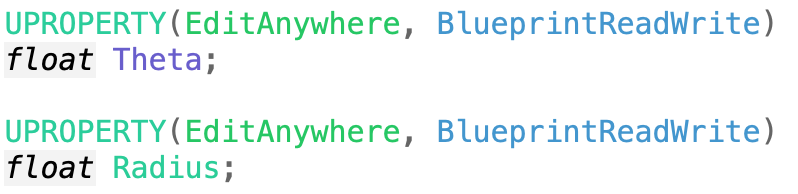 UPROPERTY(EditAnywhere, BlueprintReadWrite)
float Theta;
UPROPERTY(EditAnywhere, BlueprintReadWrite)
float Radius;